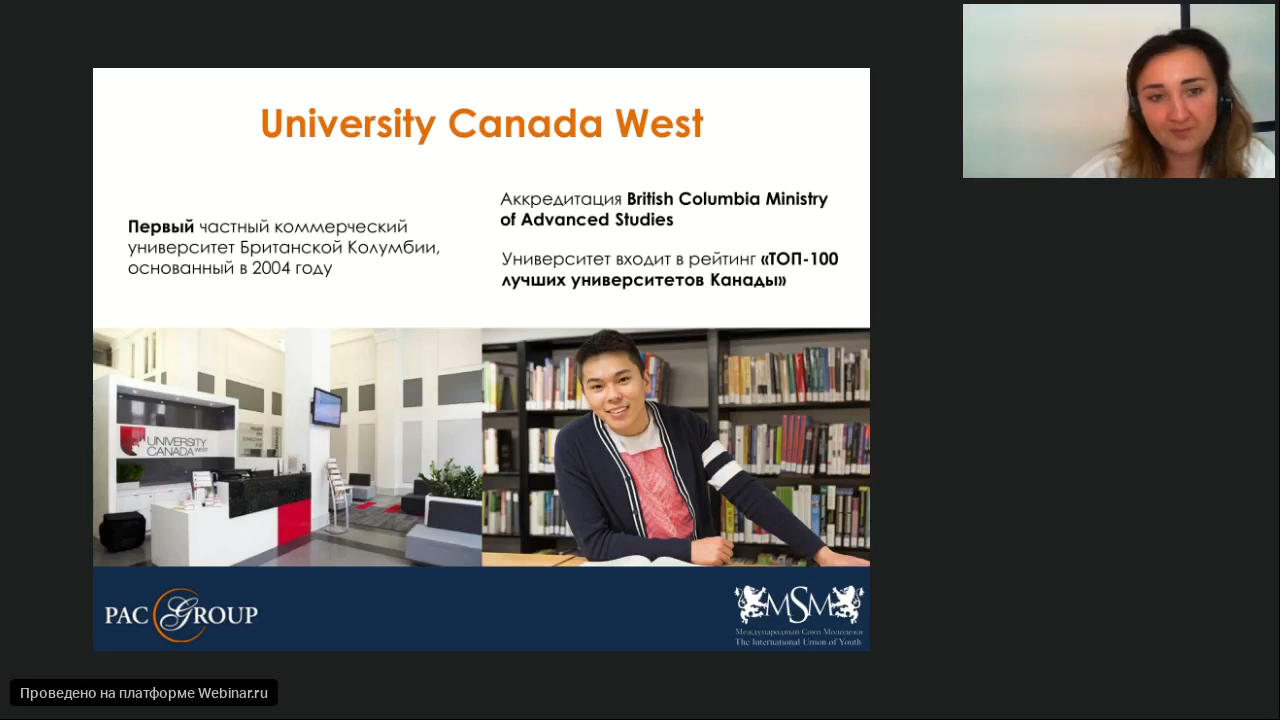 University Canada West
Первый частный коммерческий
университет Британской Колумбии,
основанный в 2004 году
Аккредитация British Columbia Ministry
of Advanced Studies
Университет входит в рейтинг «ТОП-100
лучших университетов Канады»
UNIVERSITY
CANADA WEST
PAC GROUP
MSM
Международный Союз Молодежи
The International Union of Youth
Проведено на платформе Webinar.ru